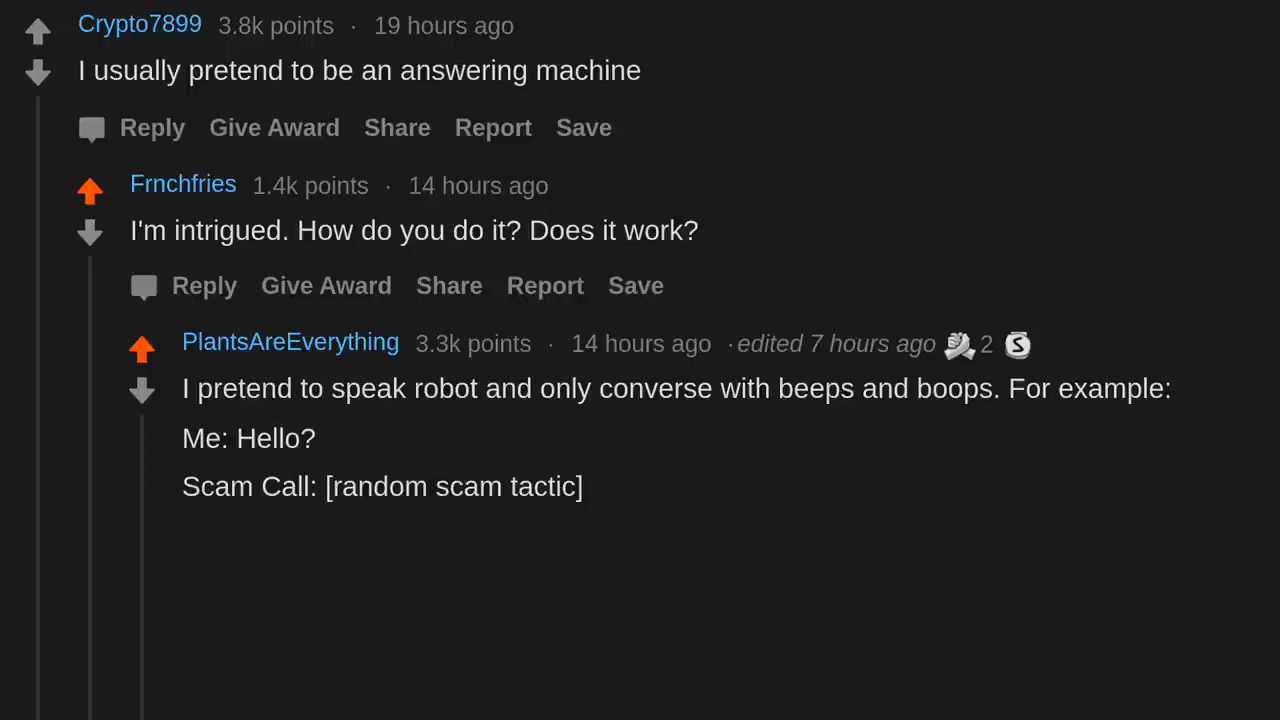 Crypto7899 3.8k points · 19 hours ago
I usually pretend to be an answering machine
Reply Give Award Share Report Save
Frnchfries 1.4k points · 14 hours ago
I'm intrigued. How do you do it? Does it work?
Reply Give Award Share Report Save
PlantsAreEverything 3.3k points · 14 hours ago · edited 7 hours ago 2 S
I pretend to speak robot and only converse with beeps and boops. For example:
Me: Hello?
Scam Call: [random scam tactic]